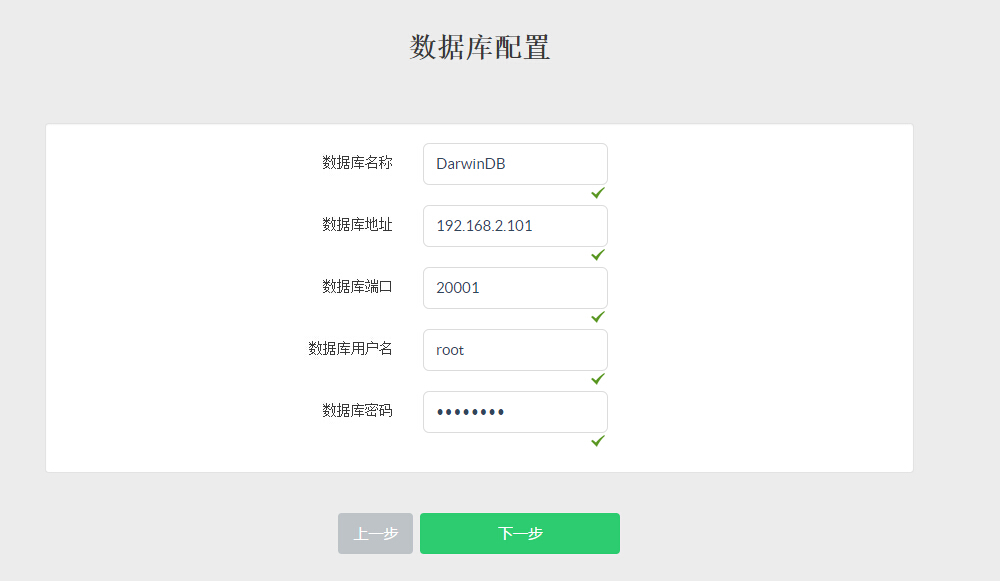 数据库配置
数据库名称 DarwinDB
数据库地址 192.168.2.101
数据库端口 20001
数据库用户名 root
数据库密码 ••••••••
上一步 下一步